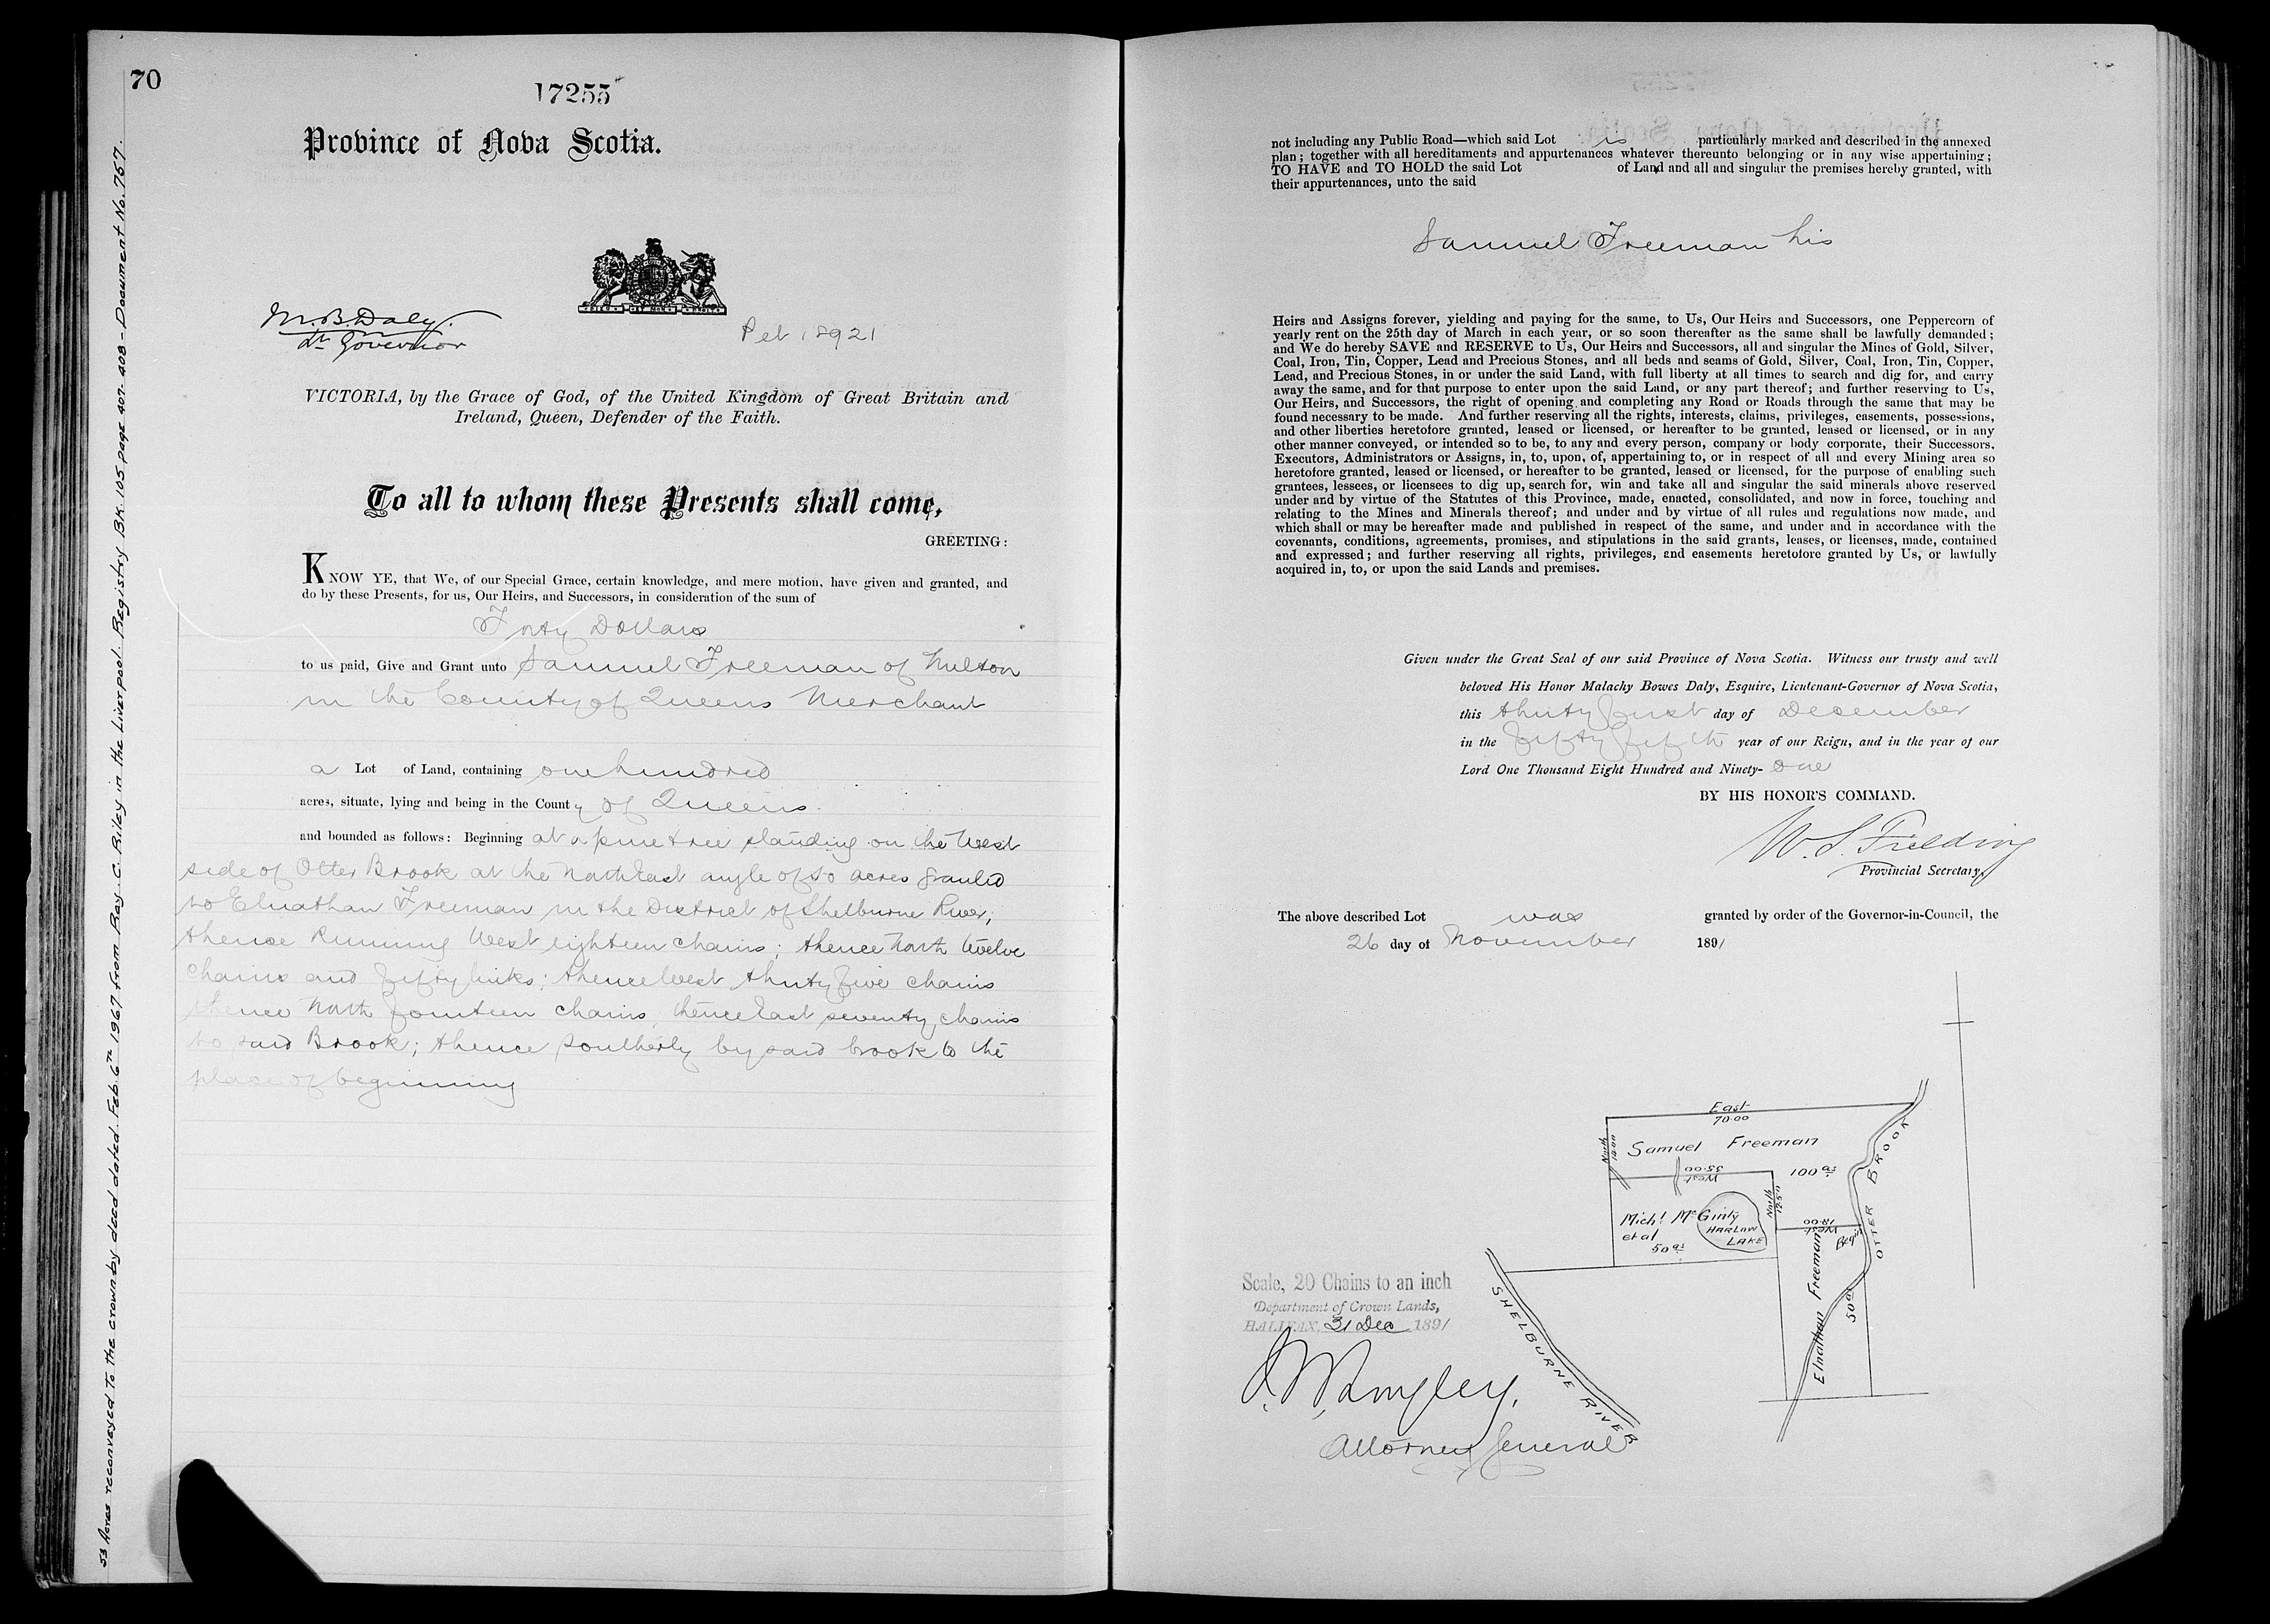 70
17255
Province of Nova Scotia.
M. B. Daly.
Lt Governor
Pet 18921
VICTORIA, by the Grace of God, of the United Kingdom of Great Britain and
Ireland, Queen, Defender of the Faith.
To all to whom these Presents shall come,
GREETING:
KNOW YE, that We, of our Special Grace, certain knowledge, and mere motion, have given and granted, and
do by these Presents, for us, Our Heirs, and Successors, in consideration of the sum of
Forty Dollars
to us paid, Give and Grant unto Samuel Freeman of Milton
in the County of Queens Merchant
a Lot of Land, containing one hundred
acres, situate, lying and being in the County of Queens.
and bounded as follows: Beginning at a pine tree standing on the West
side of Otter Brook at the North East angle of 50 acres granted
to Elnathan Freeman in the District of Shelburne River;
thence Running West eighteen chains; thence North twelve
chains and fifty links; thence West thirty five chains
thence North fourteen chains, thence East seventy chains
to said Brook; thence Southerly by said brook to the
place of beginning
53 Acres reconveyed to the crown by deed dated Feb. 6th 1967 from Ray. C. Riley in the Liverpool Registry BK. 105 page 407-408 - Document No. 767.
not including any Public Road—which said Lot is particularly marked and described in the annexed
plan; together with all hereditaments and appurtenances whatever thereunto belonging or in any wise appertaining;
TO HAVE and TO HOLD the said Lot of Land and all and singular the premises hereby granted, with
their appurtenances, unto the said
Samuel Freeman his
Heirs and Assigns forever, yielding and paying for the same, to Us, Our Heirs and Successors, one Peppercorn of
yearly rent on the 25th day of March in each year, or so soon thereafter as the same shall be lawfully demanded;
and We do hereby SAVE and RESERVE to Us, Our Heirs and Successors, all and singular the Mines of Gold, Silver,
Coal, Iron, Tin, Copper, Lead and Precious Stones, and all beds and seams of Gold, Silver, Coal, Iron, Tin, Copper,
Lead, and Precious Stones, in or under the said Land, with full liberty at all times to search and dig for, and carry
away the same, and for that purpose to enter upon the said Land, or any part thereof; and further reserving to Us,
Our Heirs, and Successors, the right of opening and completing any Road or Roads through the same that may be
found necessary to be made. And further reserving all the rights, interests, claims, privileges, easements, possessions,
and other liberties heretofore granted, leased or licensed, or hereafter to be granted, leased or licensed, or in any
other manner conveyed, or intended so to be, to any and every person, company or body corporate, their Successors.
Executors, Administrators or Assigns, in, to, upon, of, appertaining to, or in respect of all and every Mining area so
heretofore granted, leased or licensed, or hereafter to be granted, leased or licensed, for the purpose of enabling such
grantees, lessees, or licensees to dig up, search for, win and take all and singular the said minerals above reserved
under and by virtue of the Statutes of this Province, made, enacted, consolidated, and now in force, touching and
relating to the Mines and Minerals thereof; and under and by virtue of all rules and regulations now made, and
which shall or may be hereafter made and published in respect of the same, and under and in accordance with the
covenants, conditions, agreements, promises, and stipulations in the said grants, leases, or licenses, made, contained
and expressed; and further reserving all rights, privileges, and easements heretofore granted by Us, or lawfully
acquired in, to, or upon the said Lands and premises.
Given under the Great Seal of our said Province of Nova Scotia. Witness our trusty and well
beloved His Honor Malachy Bowes Daly, Esquire, Lieutenant-Governor of Nova Scotia,
this thirty first day of December
in the fifty fifth year of our Reign, and in the year of our
Lord One Thousand Eight Hundred and Ninety-One
BY HIS HONOR'S COMMAND.
W. S. Fielding
Provincial Secretary,
The above described Lot was granted by order of the Governor-in-Council, the
26 day of November 1891
East
70.00
North
14.00
Samuel Freeman
100 as
West
35.00
North
12.50
Michl McGinty
et al
50 as
HARLOW
LAKE
West
18.00
Begin
OTTER BROOK
Elnathan Freeman
50 as
SHELBURNE RIVER
Scale, 20 Chains to an inch
Department of Crown Lands,
HALIFAX, 31 Dec 1891
J. W. Longley,
Attorney General